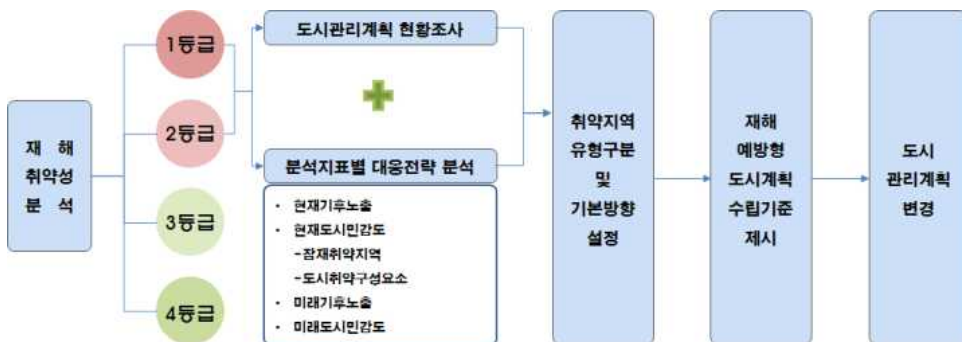 재 해
취약성
분 석
1등급
2등급
3등급
4등급
도시관리계획 현황조사
분석지표별 대응전략 분석
• 현재기후노출
• 현재도시민감도
-잠재취약지역
-도시취약구성요소
• 미래기후노출
• 미래도시민감도
취약지역
유형구분
및
기본방향
설정
재해
예방형
도시계획
수립기준
제시
도시
관리계획
변경